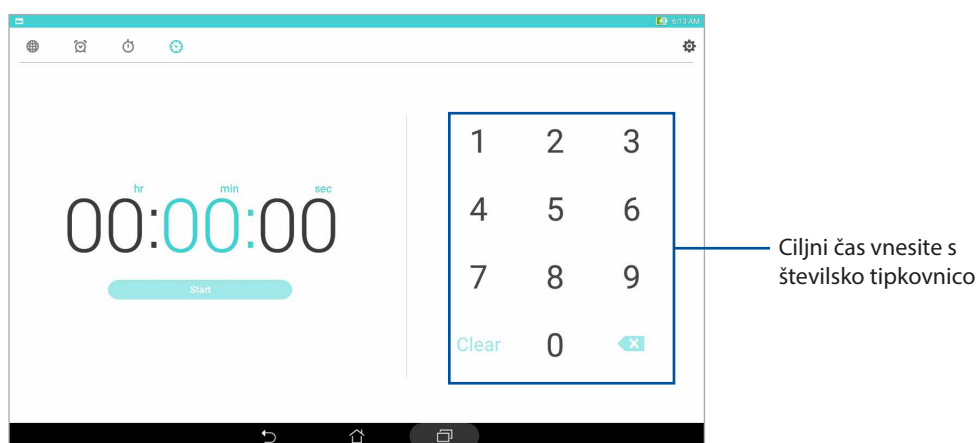 6:13 AM
hr min sec
00:00:00
Start
1 2 3
4 5 6
7 8 9
Clear 0
Ciljni čas vnesite s
številsko tipkovnico